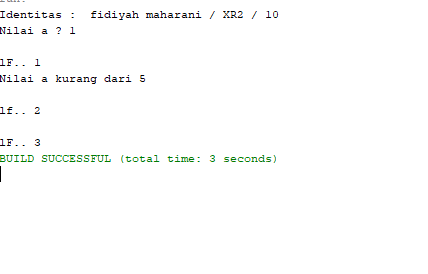 run:
Identitas :  fidiyah maharani / XR2 / 10
Nilai a ? 1
lF.. 1
Nilai a kurang dari 5
lf.. 2
lF.. 3
BUILD SUCCESSFUL (total time: 3 seconds)